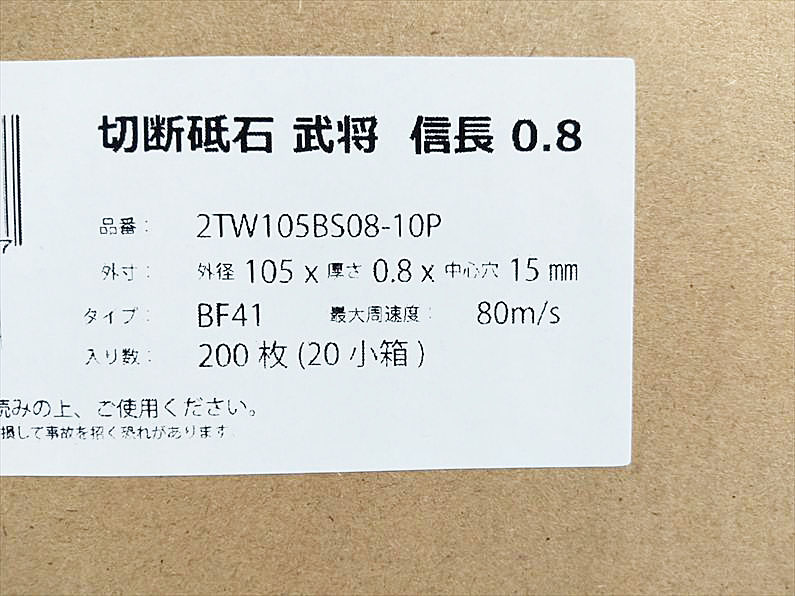 切断砥石 武将 信長 0.8
7
品番： 2TW105BS08-10P
外寸： 外径 105 x 厚さ 0.8 x 中心穴 15 mm
タイプ： BF41 最大周速度： 80m/s
入り数： 200 枚 (20 小箱)
読みの上、ご使用ください。
損して事故を招く恐れがあります。